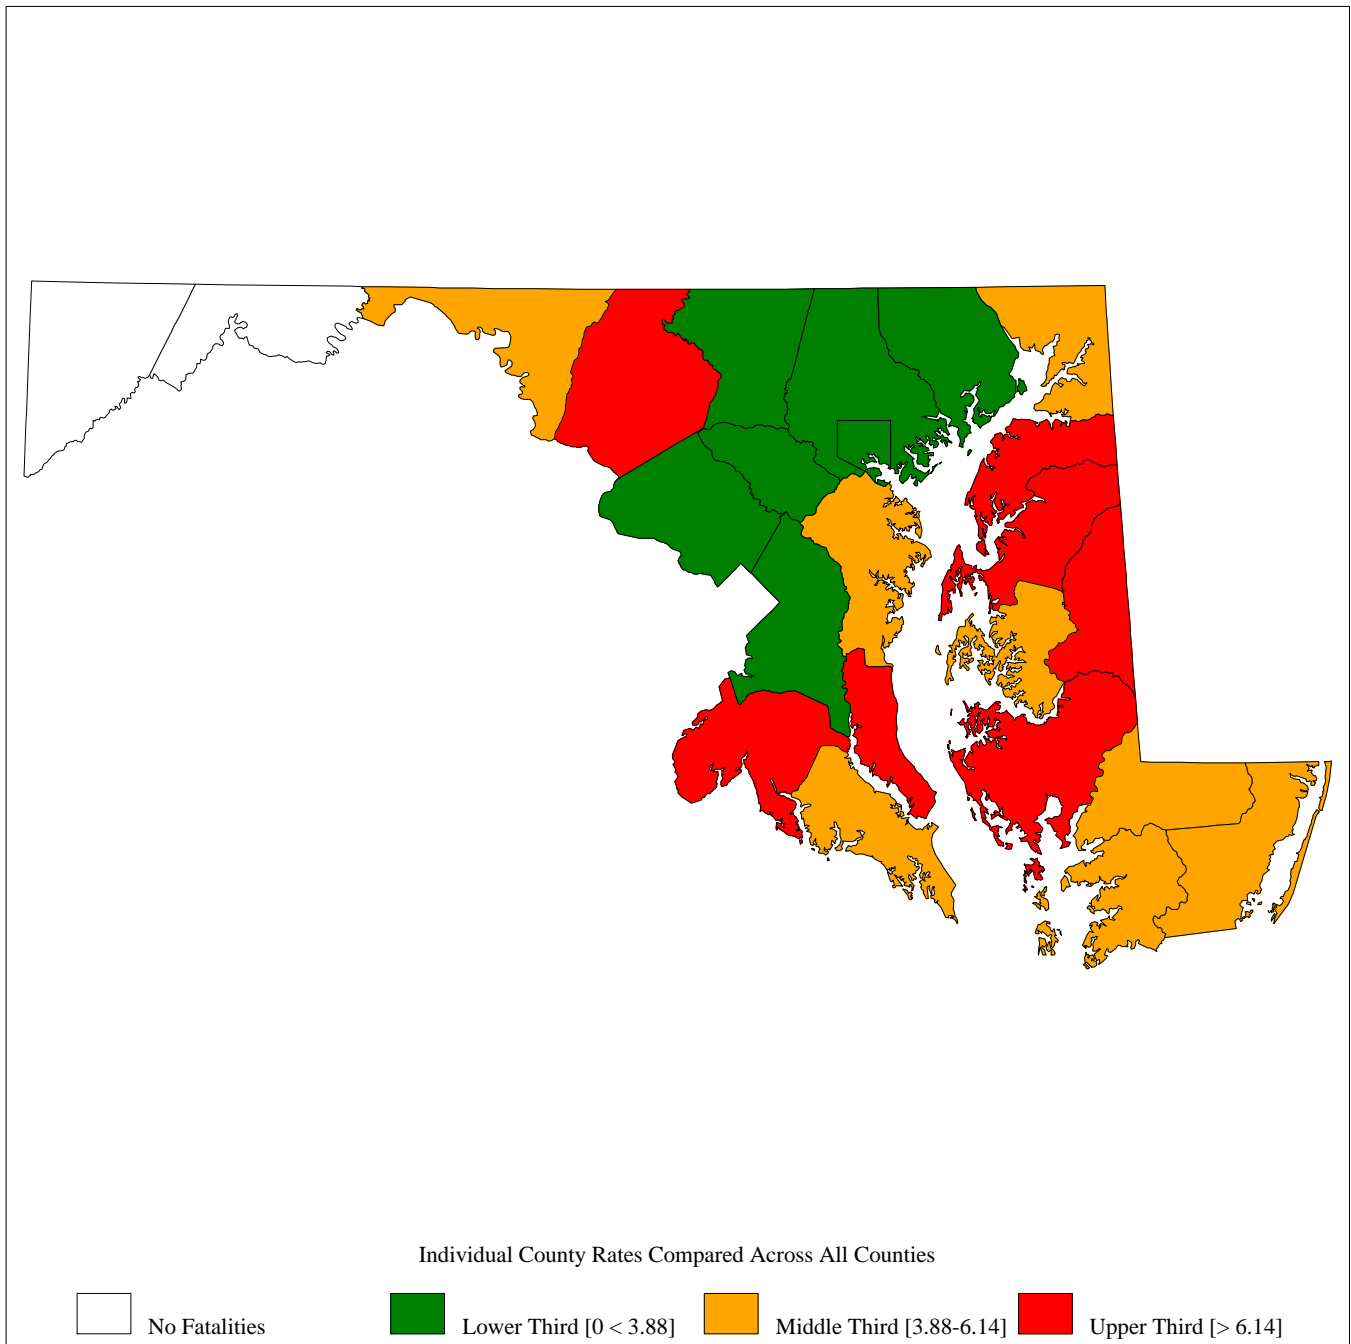 Individual County Rates Compared Across All Counties
No Fatalities
Lower Third [0 < 3.88]
Middle Third [3.88-6.14]
Upper Third [> 6.14]